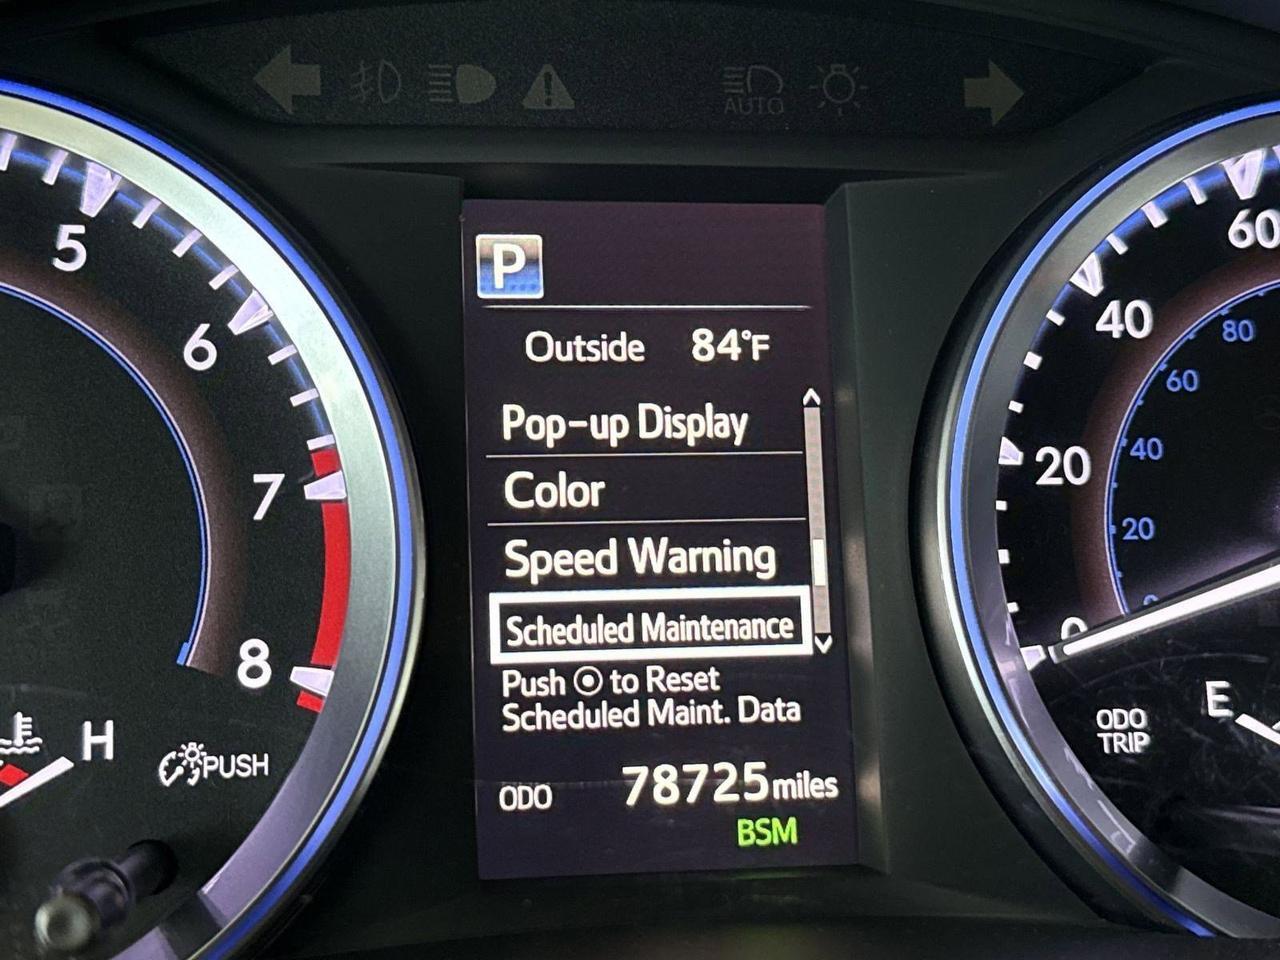 AUTO
5
6
7
8
H
PUSH
P
Outside 84°F
Pop-up Display
Color
Speed Warning
Scheduled Maintenance
Push to Reset
Scheduled Maint. Data
ODO 78725 miles
BSM
60
40
20
0
80
60
40
20
0
E
ODO
TRIP